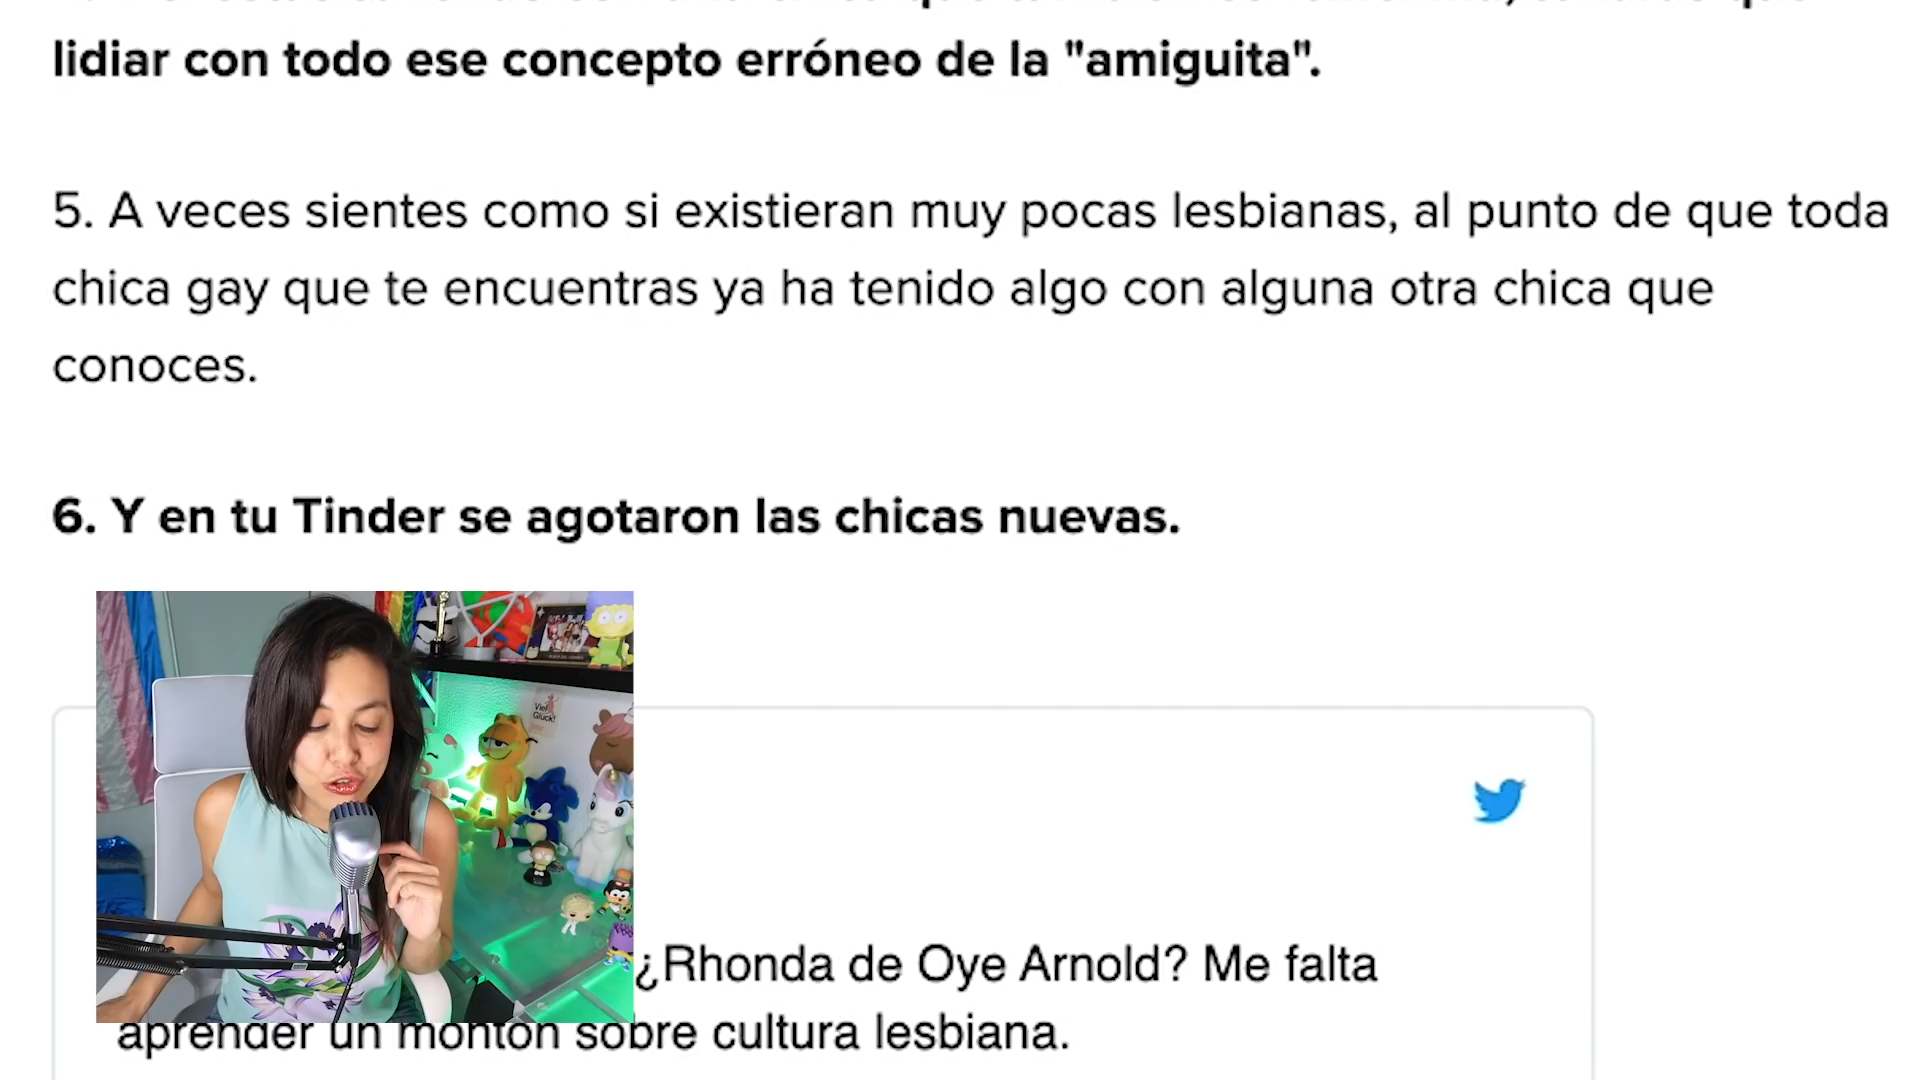 lidiar con todo ese concepto erróneo de la "amiguita".
5. A veces sientes como si existieran muy pocas lesbianas, al punto de que toda
chica gay que te encuentras ya ha tenido algo con alguna otra chica que
conoces.
6. Y en tu Tinder se agotaron las chicas nuevas.
Viel
Glück!
¿Rhonda de Oye Arnold? Me falta
aprender un montón sobre cultura lesbiana.